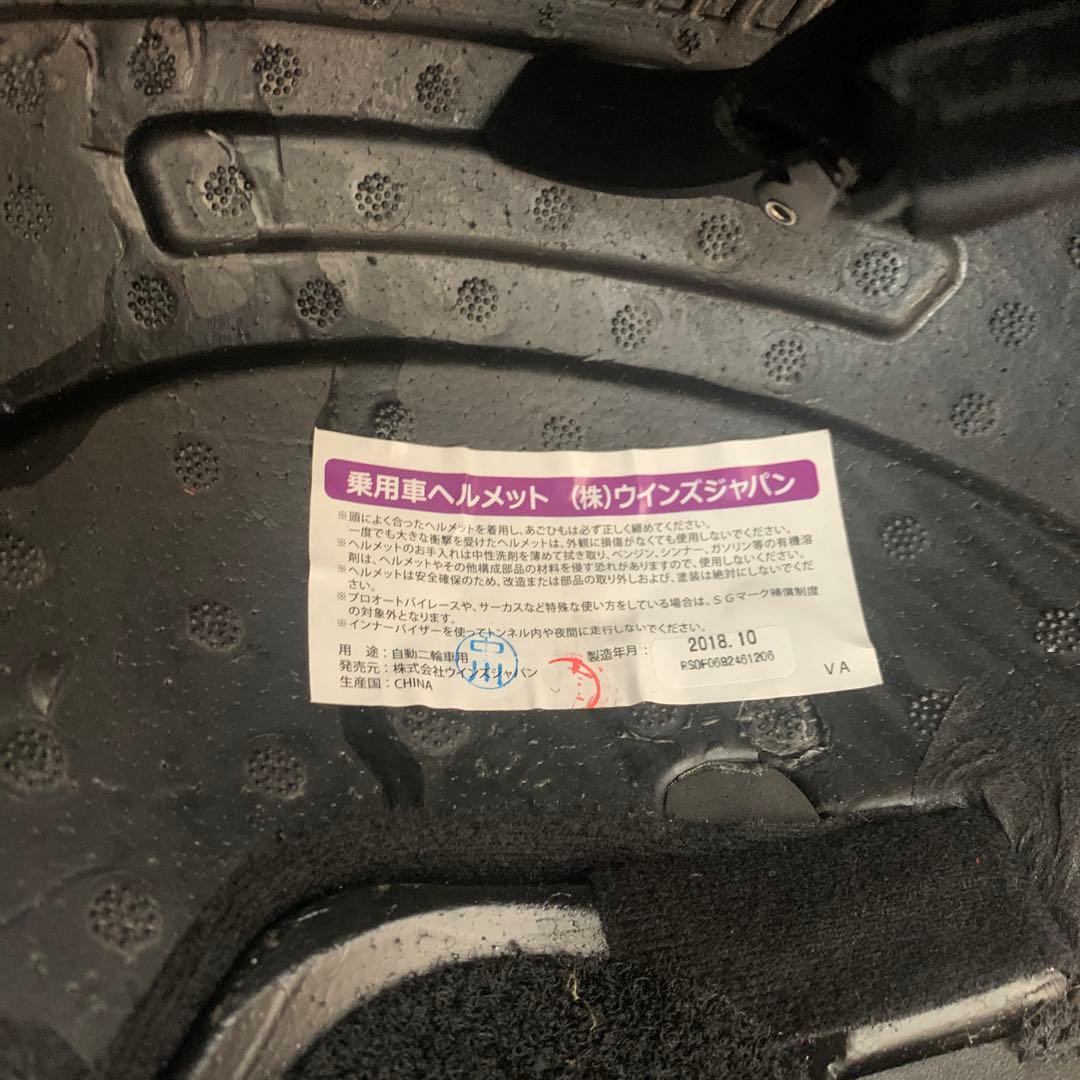 乗用車ヘルメット (株)ウインズジャパン
※頭によく合ったヘルメットを着用し、あごひもは必ず正しく締めてください。
一度でも大きな衝撃を受けたヘルメットは、外観に損傷がなくても使用しないでください。
※ヘルメットのお手入れは中性洗剤を薄めて拭き取り、ベンジン、シンナー、ガソリン等の有機溶
剤は、ヘルメットやその他構成部品の材料を侵す恐れがありますので、使用しないください。
※ヘルメットは安全確保のため、改造または部品の取り外しおよび、塗装は絶対にしないでくだ
さい。
※プロオートバイレースや、サーカスなど特殊な使い方をしている場合は、SGマーク補償制度
の対象外となります。
※インナーバイザーを使ってトンネル内や夜間に走行しないでください。
用 途:自動二輪車用 製造年月: 2018.10
発売元:株式会社ウインズジャパン RS0F0692461206
生産国:CHINA VA
中川